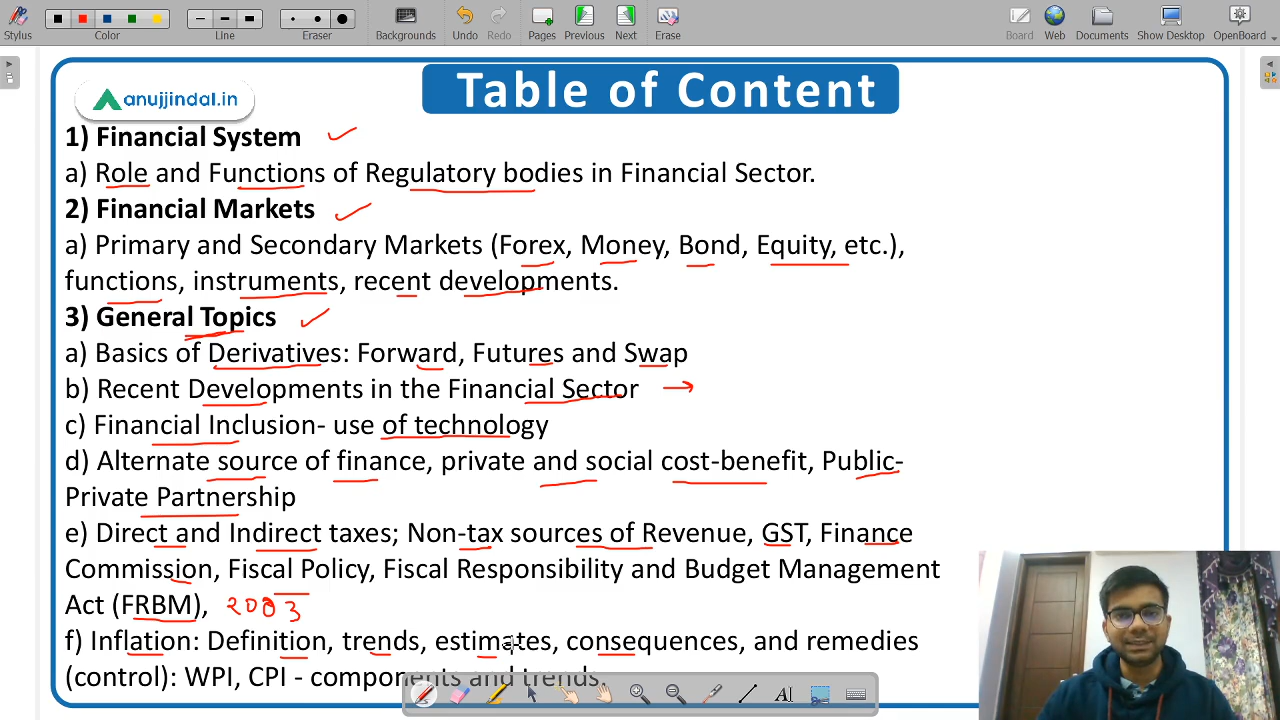 Stylus
Color
Line
Eraser
Backgrounds
Undo
Redo
Pages
Previous
Next
Erase
Board
Web
Documents
Show Desktop
OpenBoard
anujjindal.in
Table of Content
1) Financial System
a) Role and Functions of Regulatory bodies in Financial Sector.
2) Financial Markets
a) Primary and Secondary Markets (Forex, Money, Bond, Equity, etc.),
functions, instruments, recent developments.
3) General Topics
a) Basics of Derivatives: Forward, Futures and Swap
b) Recent Developments in the Financial Sector
c) Financial Inclusion- use of technology
d) Alternate source of finance, private and social cost-benefit, Public-
Private Partnership
e) Direct and Indirect taxes; Non-tax sources of Revenue, GST, Finance
Commission, Fiscal Policy, Fiscal Responsibility and Budget Management
Act (FRBM), 2003
f) Inflation: Definition, trends, estimates, consequences, and remedies
(control): WPI, CPI - components and trends.